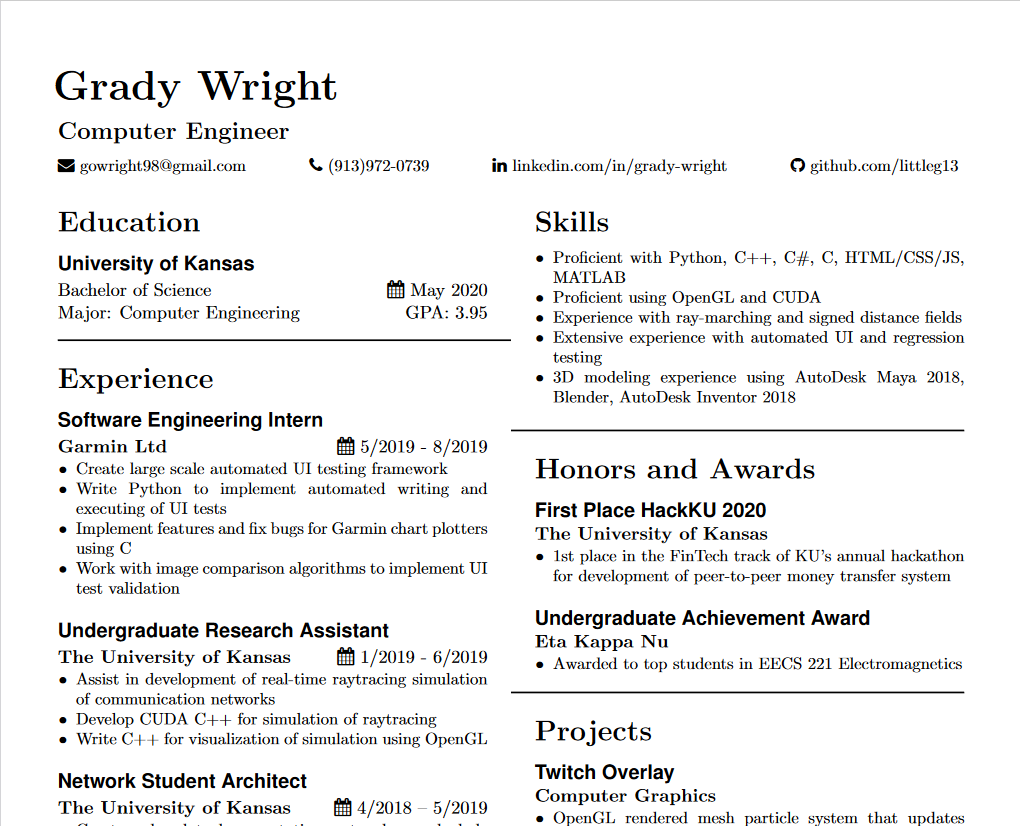 Grady Wright
Computer Engineer
gowright98@gmail.com (913)972-0739 linkedin.com/in/grady-wright github.com/littleg13
Education
University of Kansas
Bachelor of Science May 2020
Major: Computer Engineering GPA: 3.95
Experience
Software Engineering Intern
Garmin Ltd 5/2019 - 8/2019
• Create large scale automated UI testing framework
• Write Python to implement automated writing and
executing of UI tests
• Implement features and fix bugs for Garmin chart plotters
using C
• Work with image comparison algorithms to implement UI
test validation
Undergraduate Research Assistant
The University of Kansas 1/2019 - 6/2019
• Assist in development of real-time raytracing simulation
of communication networks
• Develop CUDA C++ for simulation of raytracing
• Write C++ for visualization of simulation using OpenGL
Network Student Architect
The University of Kansas 4/2018 – 5/2019
Skills
• Proficient with Python, C++, C#, C, HTML/CSS/JS,
MATLAB
• Proficient using OpenGL and CUDA
• Experience with ray-marching and signed distance fields
• Extensive experience with automated UI and regression
testing
• 3D modeling experience using AutoDesk Maya 2018,
Blender, AutoDesk Inventor 2018
Honors and Awards
First Place HackKU 2020
The University of Kansas
• 1st place in the FinTech track of KU's annual hackathon
for development of peer-to-peer money transfer system
Undergraduate Achievement Award
Eta Kappa Nu
• Awarded to top students in EECS 221 Electromagnetics
Projects
Twitch Overlay
Computer Graphics
• OpenGL rendered mesh particle system that updates